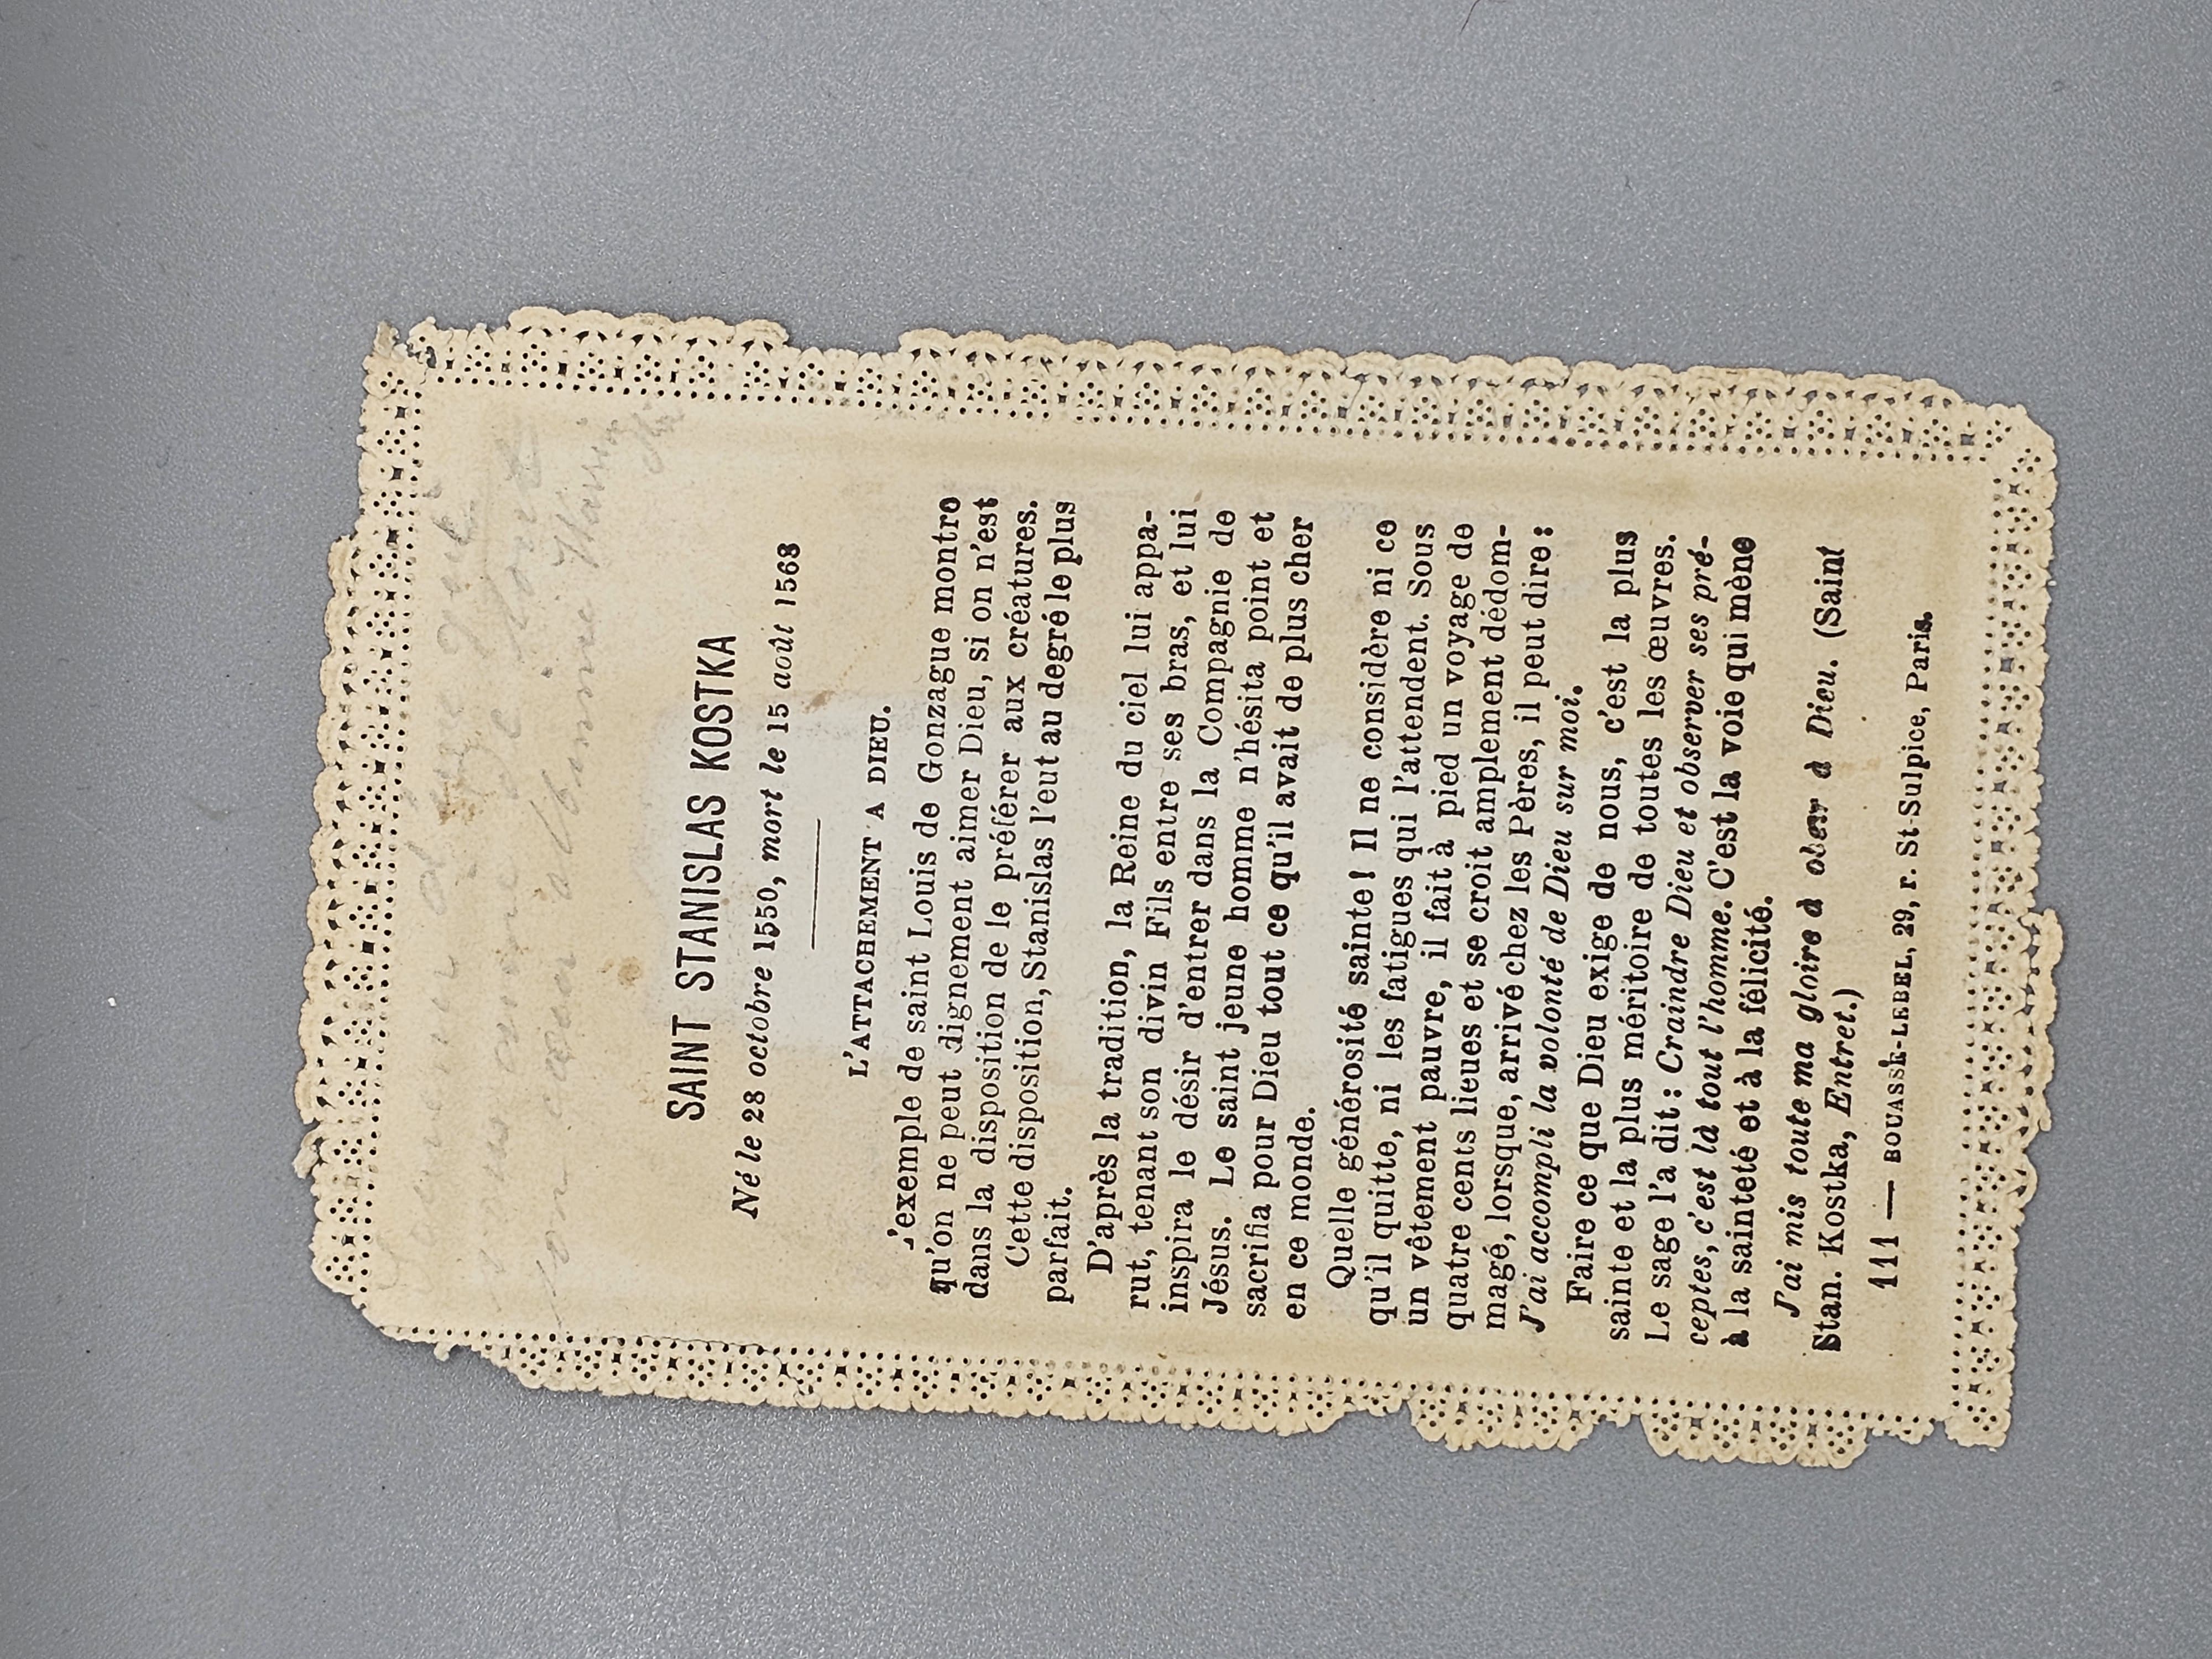 SAINT STANISLAS KOSTKA
Né le 28 octobre 1550, mort le 15 août 1568
L'ATTACHEMENT A DIEU.
L'exemple de saint Louis de Gonzague montre
qu'on ne peut dignement aimer Dieu, si on n'est
dans la disposition de le préférer aux créatures.
Cette disposition, Stanislas l'eut au degré le plus
parfait.
D'après la tradition, la Reine du ciel lui appa-
rut, tenant son divin Fils entre ses bras, et lui
inspira le désir d'entrer dans la Compagnie de
Jésus. Le saint jeune homme n'hésita point et
sacrifia pour Dieu tout ce qu'il avait de plus cher
en ce monde.
Quelle générosité sainte! Il ne considère ni ce
qu'il quitte, ni les fatigues qui l'attendent. Sous
un vêtement pauvre, il fait à pied un voyage de
quatre cents lieues et se croit amplement dédom-
magé, lorsque, arrivé chez les Pères, il peut dire:
J'ai accompli la volonté de Dieu sur moi.
Faire ce que Dieu exige de nous, c'est la plus
sainte et la plus méritoire de toutes les œuvres.
Le sage l'a dit: Craindre Dieu et observer ses pré-
ceptes, c'est là tout l'homme. C'est la voie qui mène
à la sainteté et à la félicité.
J'ai mis toute ma gloire à obéir à Dieu. (Saint
Stan. Kostka, Entret.)
111 — BOUASSE-LEBEL, 29, r. St-Sulpice, Paris.